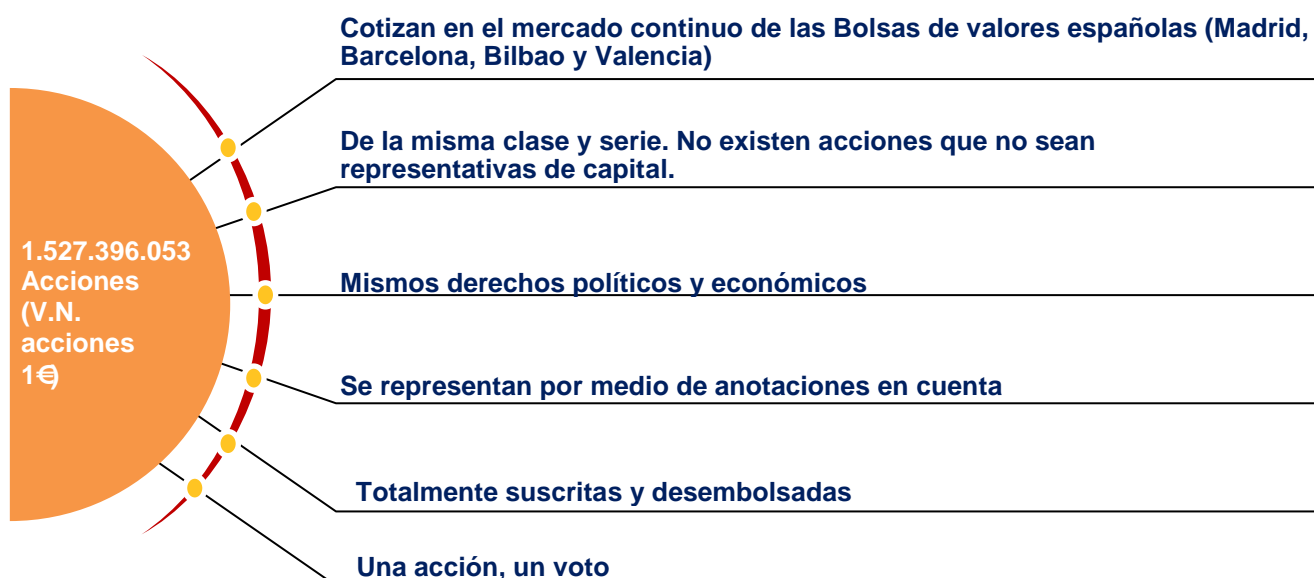 Cotizan en el mercado continuo de las Bolsas de valores españolas (Madrid,
Barcelona, Bilbao y Valencia)
De la misma clase y serie. No existen acciones que no sean
representativas de capital.
1.527.396.053
Acciones
(V.N.
acciones
1€)
Mismos derechos políticos y económicos
Se representan por medio de anotaciones en cuenta
Totalmente suscritas y desembolsadas
Una acción, un voto